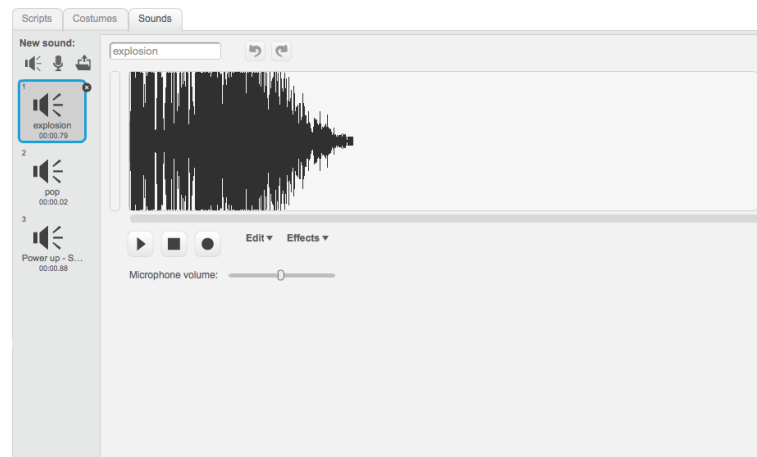 Scripts Costumes Sounds
New sound:
explosion
1
explosion
00:00.79
2
pop
00:00.02
3
Power up - S...
00:00.88
Edit Effects
Microphone volume: